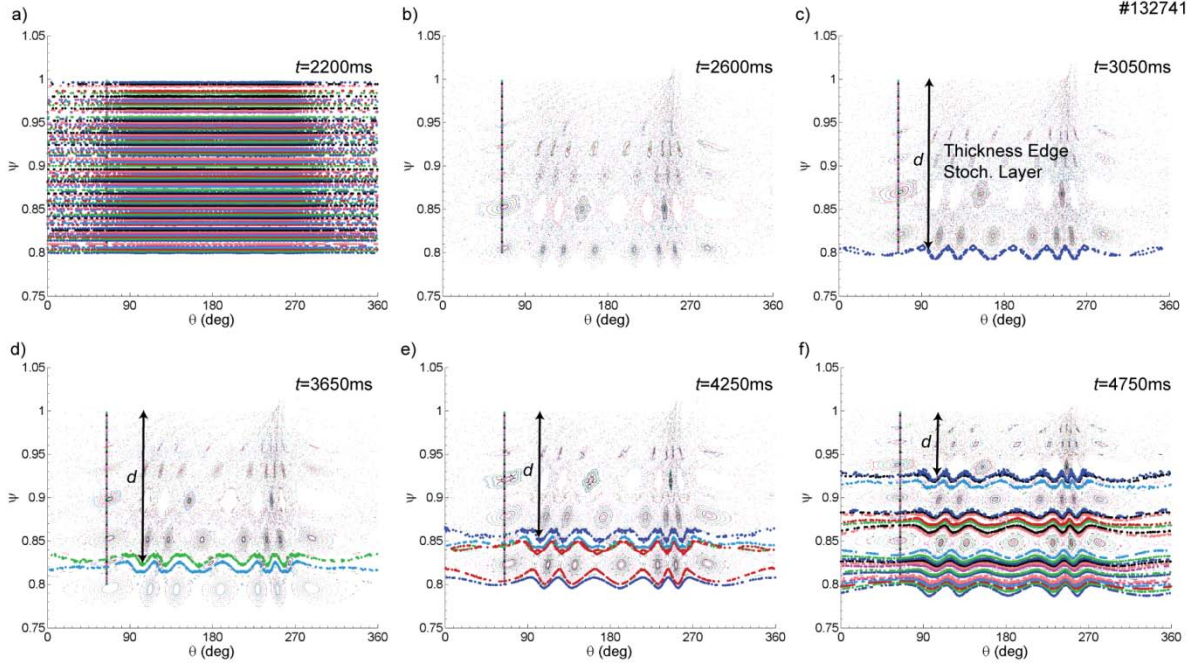 #132741
a)
t=2200ms
1.05
1
0.95
0.9
0.85
0.8
0.75
Ψ
0
90
180
270
360
Θ (deg)
b)
t=2600ms
1.05
1
0.95
0.9
0.85
0.8
0.75
Ψ
0
90
180
270
360
Θ (deg)
c)
t=3050ms
1.05
1
0.95
0.9
0.85
0.8
0.75
Ψ
d
Thickness Edge
Stoch. Layer
0
90
180
270
360
Θ (deg)
d)
t=3650ms
1.05
1
0.95
0.9
0.85
0.8
0.75
Ψ
d
0
90
180
270
360
Θ (deg)
e)
t=4250ms
1.05
1
0.95
0.9
0.85
0.8
0.75
Ψ
d
0
90
180
270
360
Θ (deg)
f)
t=4750ms
1.05
1
0.95
0.9
0.85
0.8
0.75
Ψ
d
0
90
180
270
360
Θ (deg)